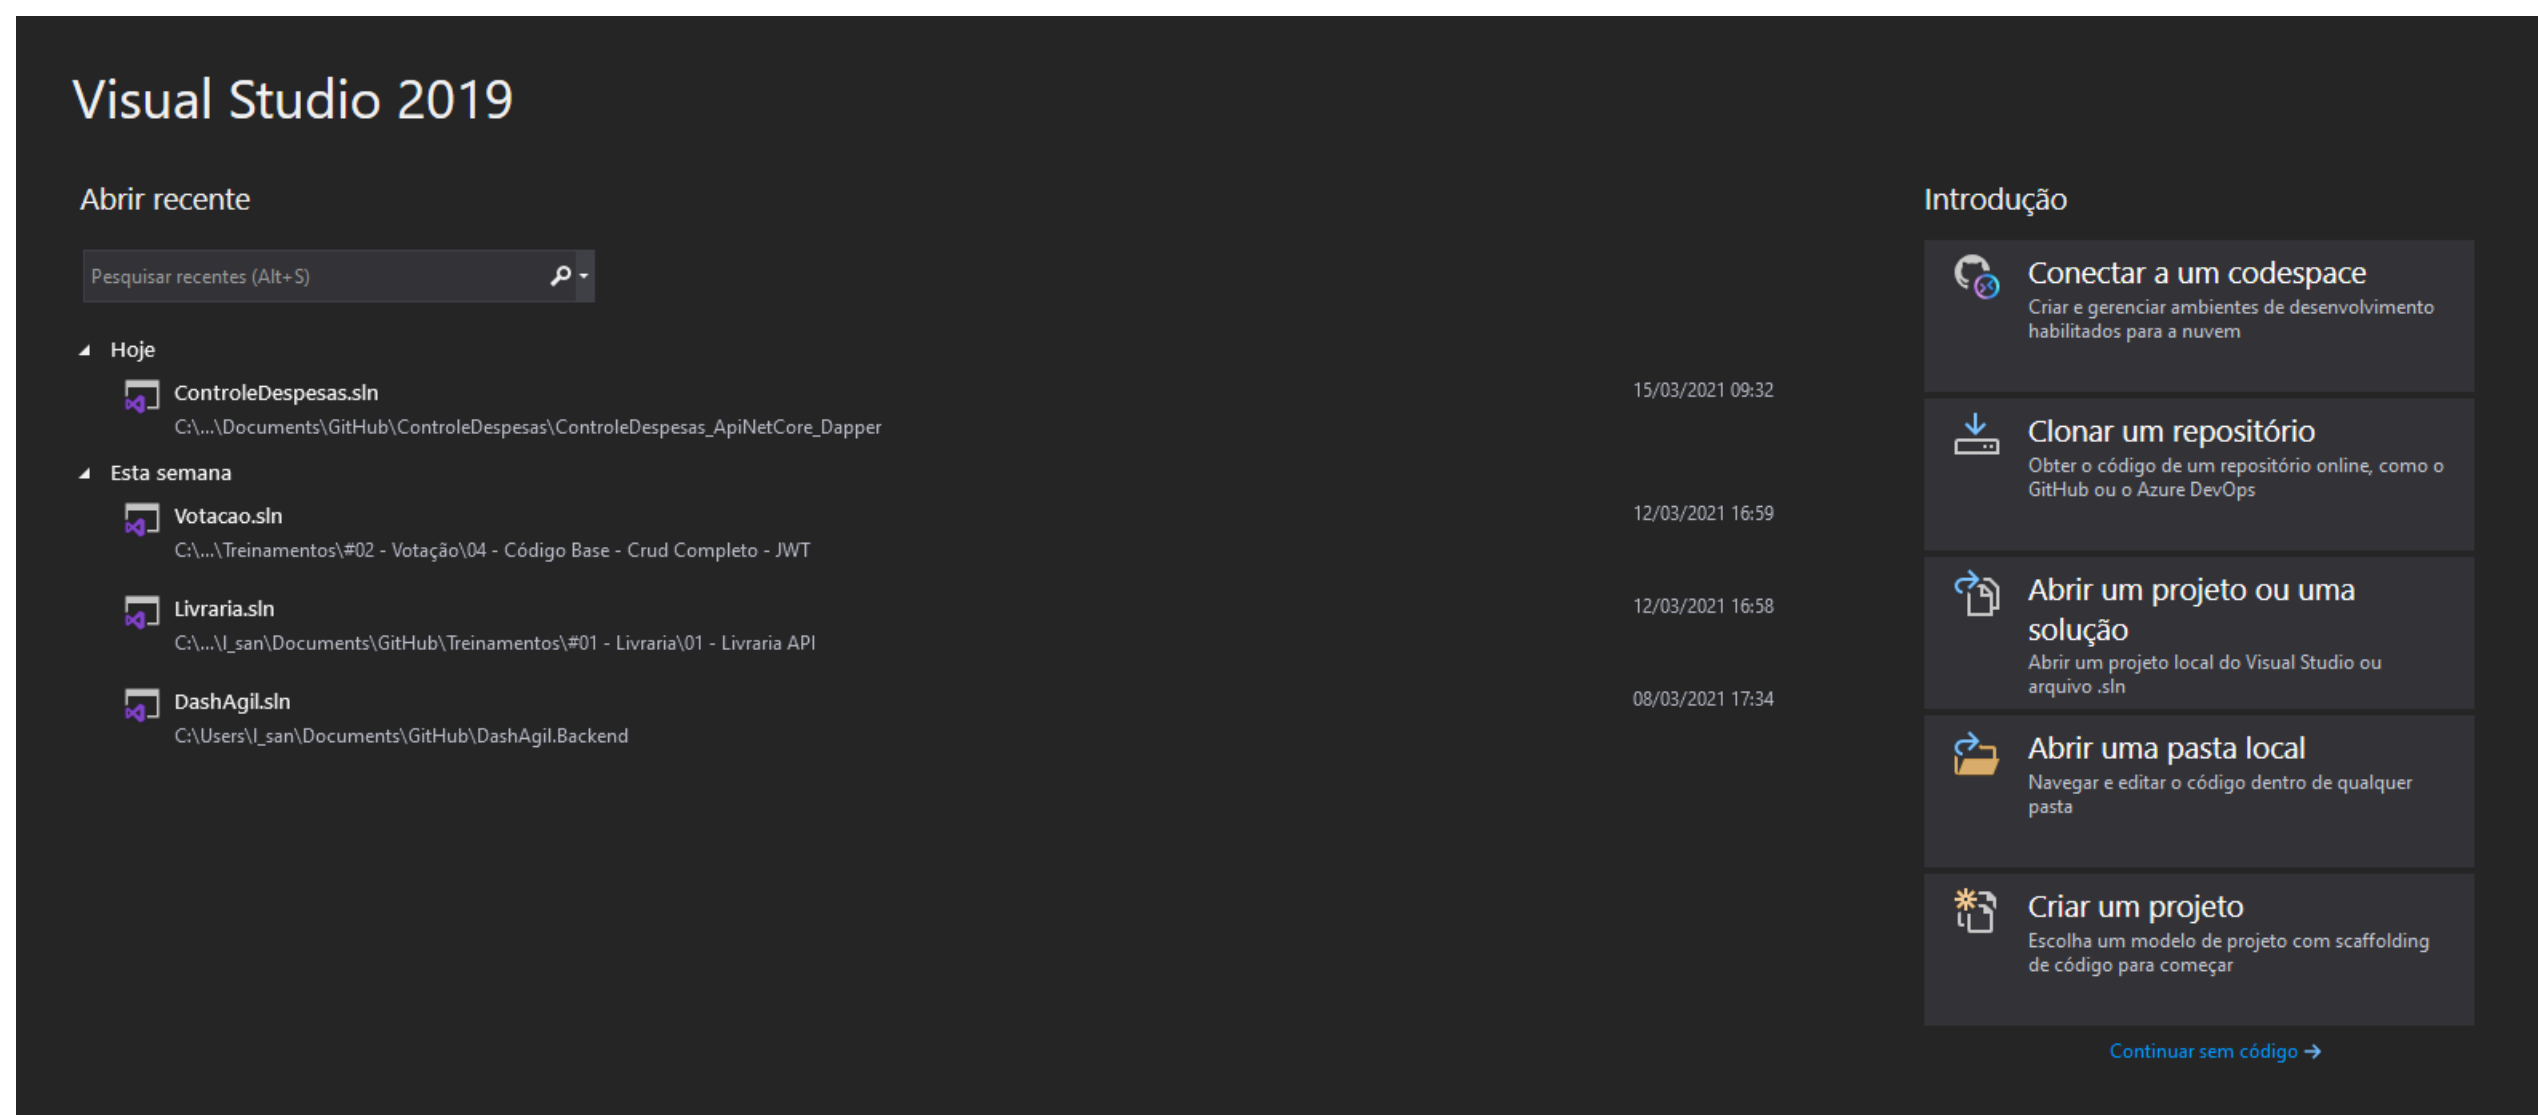 Visual Studio 2019
Abrir recente
Pesquisar recentes (Alt+S)
Hoje
ControleDespesas.sln
15/03/2021 09:32
C:\...\Documents\GitHub\ControleDespesas\ControleDespesas_ApiNetCore_Dapper
Esta semana
Votacao.sln
12/03/2021 16:59
C:\...\Treinamentos\#02 - Votação\04 - Código Base - Crud Completo - JWT
Livraria.sln
12/03/2021 16:58
C:\...\l_san\Documents\GitHub\Treinamentos\#01 - Livraria\01 - Livraria API
DashAgil.sln
08/03/2021 17:34
C:\Users\l_san\Documents\GitHub\DashAgil.Backend
Introdução
Conectar a um codespace
Criar e gerenciar ambientes de desenvolvimento
habilitados para a nuvem
Clonar um repositório
Obter o código de um repositório online, como o
GitHub ou o Azure DevOps
Abrir um projeto ou uma
solução
Abrir um projeto local do Visual Studio ou
arquivo .sln
Abrir uma pasta local
Navegar e editar o código dentro de qualquer
pasta
Criar um projeto
Escolha um modelo de projeto com scaffolding
de código para começar
Continuar sem código →